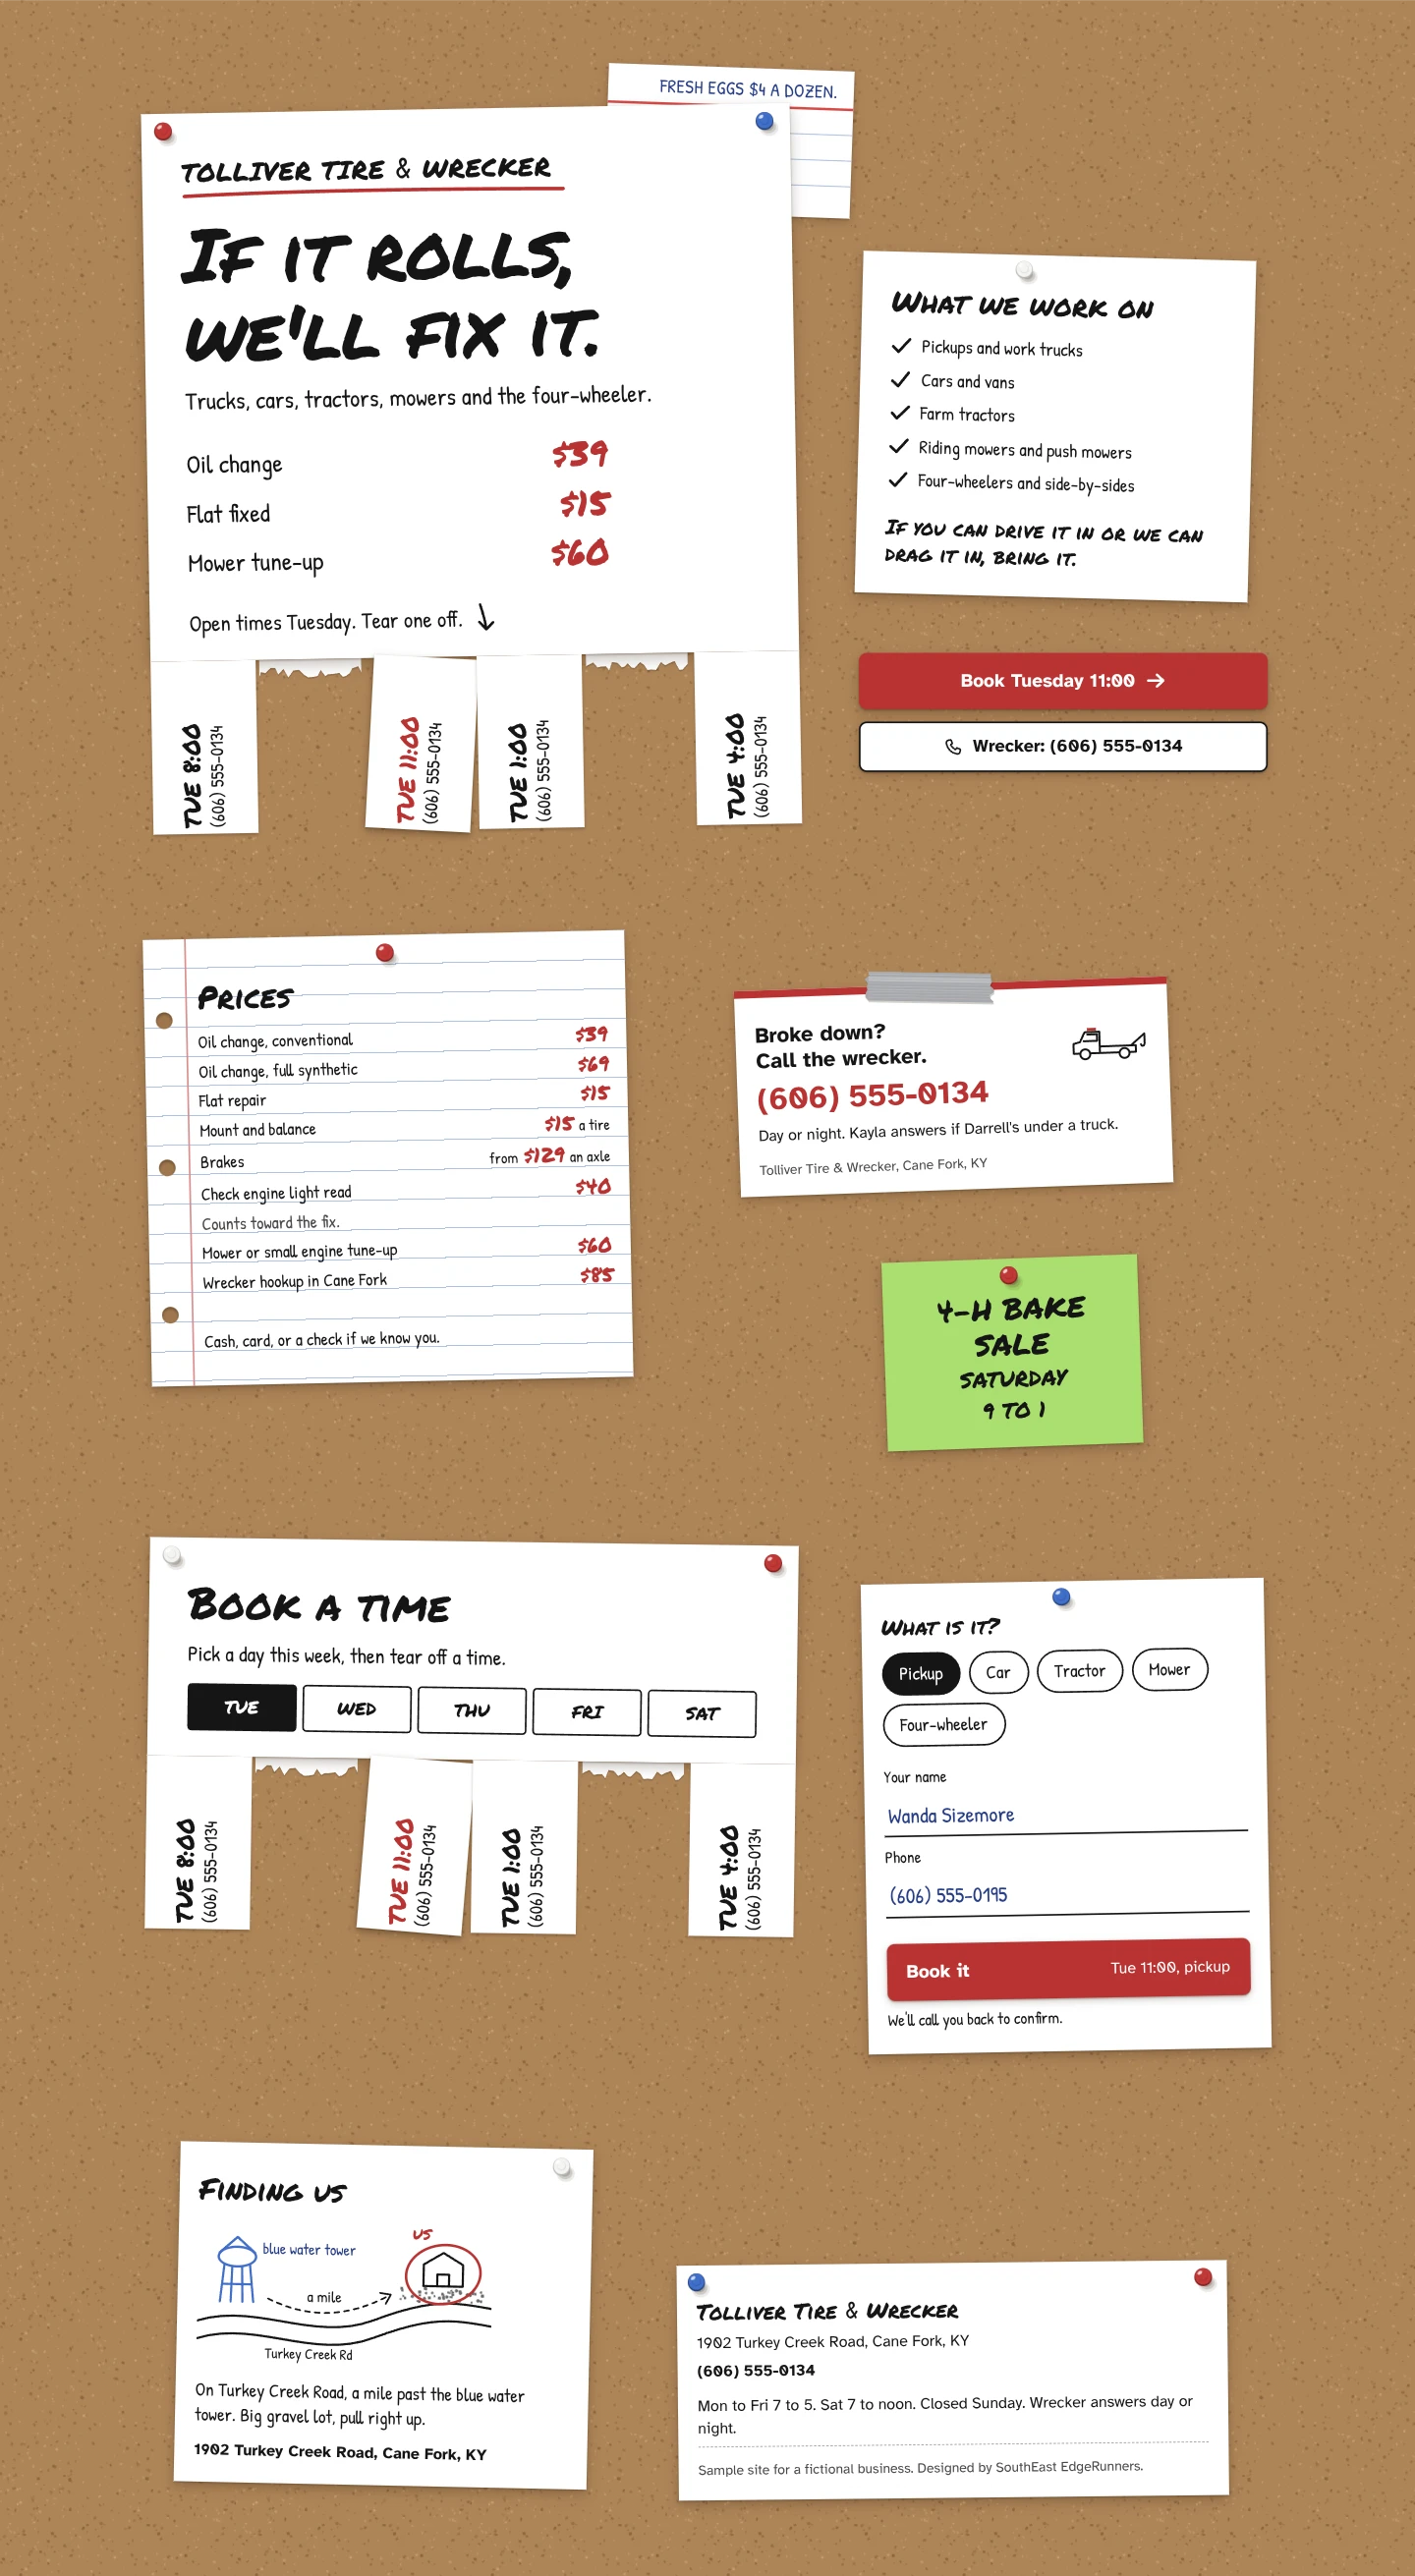 FRESH EGGS $4 A DOZEN.
TOLLIVER TIRE & WRECKER
IF IT ROLLS,
WE'LL FIX IT.
Trucks, cars, tractors, mowers and the four-wheeler.
Oil change $39
Flat fixed $15
Mower tune-up $60
Open times Tuesday. Tear one off.
TUE 8:00
(606) 555-0134
TUE 11:00
(606) 555-0134
TUE 1:00
(606) 555-0134
TUE 4:00
(606) 555-0134
WHAT WE WORK ON
Pickups and work trucks
Cars and vans
Farm tractors
Riding mowers and push mowers
Four-wheelers and side-by-sides
IF YOU CAN DRIVE IT IN OR WE CAN
DRAG IT IN, BRING IT.
Book Tuesday 11:00
Wrecker: (606) 555-0134
PRICES
Oil change, conventional $39
Oil change, full synthetic $69
Flat repair $15
Mount and balance $15 a tire
Brakes from $129 an axle
Check engine light read $40
Counts toward the fix.
Mower or small engine tune-up $60
Wrecker hookup in Cane Fork $85
Cash, card, or a check if we know you.
Broke down?
Call the wrecker.
(606) 555-0134
Day or night. Kayla answers if Darrell's under a truck.
Tolliver Tire & Wrecker, Cane Fork, KY
4-H BAKE
SALE
SATURDAY
9 TO 1
BOOK A TIME
Pick a day this week, then tear off a time.
TUE WED THU FRI SAT
TUE 8:00
(606) 555-0134
TUE 11:00
(606) 555-0134
TUE 1:00
(606) 555-0134
TUE 4:00
(606) 555-0134
WHAT IS IT?
Pickup Car Tractor Mower
Four-wheeler
Your name
Wanda Sizemore
Phone
(606) 555-0195
Book it Tue 11:00, pickup
We'll call you back to confirm.
FINDING US
US
blue water tower
a mile
Turkey Creek Rd
On Turkey Creek Road, a mile past the blue water
tower. Big gravel lot, pull right up.
1902 Turkey Creek Road, Cane Fork, KY
TOLLIVER TIRE & WRECKER
1902 Turkey Creek Road, Cane Fork, KY
(606) 555-0134
Mon to Fri 7 to 5. Sat 7 to noon. Closed Sunday. Wrecker answers day or
night.
Sample site for a fictional business. Designed by SouthEast EdgeRunners.